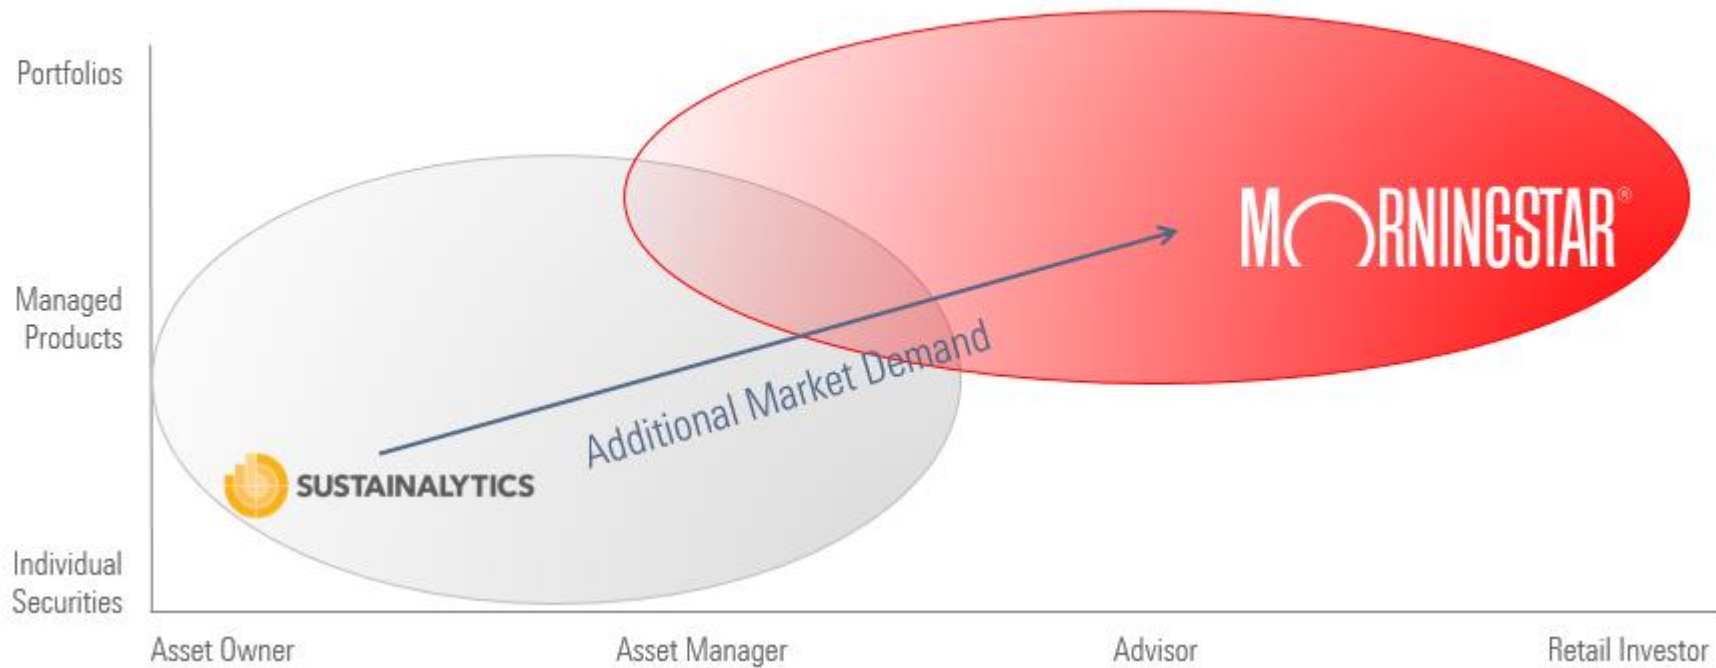 Portfolios
MORNINGSTAR®
Managed
Products
Additional Market Demand
SUSTAINALYTICS
Individual
Securities
Asset Owner
Asset Manager
Advisor
Retail Investor